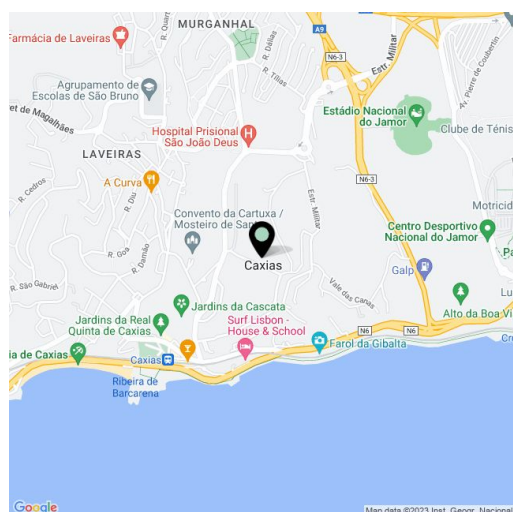 MURGANHAL
Farmácia de Laveiras
R. Quart
R. Dálias
R. Tílias
A9
N6-3
Estr. Militar
Av. Pierre de Coubertin
Agrupamento de
Escolas de São Bruno
Estádio Nacional
do Jamor
et de Magalhães
Hospital Prisional
São João Deus
Clube de Ténis
LAVEIRAS
N6-3
A Curva
R. Cedros
R. Diu
Estr. Militar
Motricid
Convento da Cartuxa /
Mosteiro de Sant
Centro Desportivo
Nacional do Jamor
R. Goa
R. Damão
Caxias
Pa
Galp
R. São Gabriel
Vale das Canas
Lu
Jardins da Cascata
Alto da Boa Vi
Jardins da Real
Quinta de Caxias
Surf Lisbon -
House & School
N6
N6
Cru
ia de Caxias
Caxias
Farol da Gibalta
Ribeira de
Barcarena
Google
Map data ©2023 Inst. Geogr. Nacional